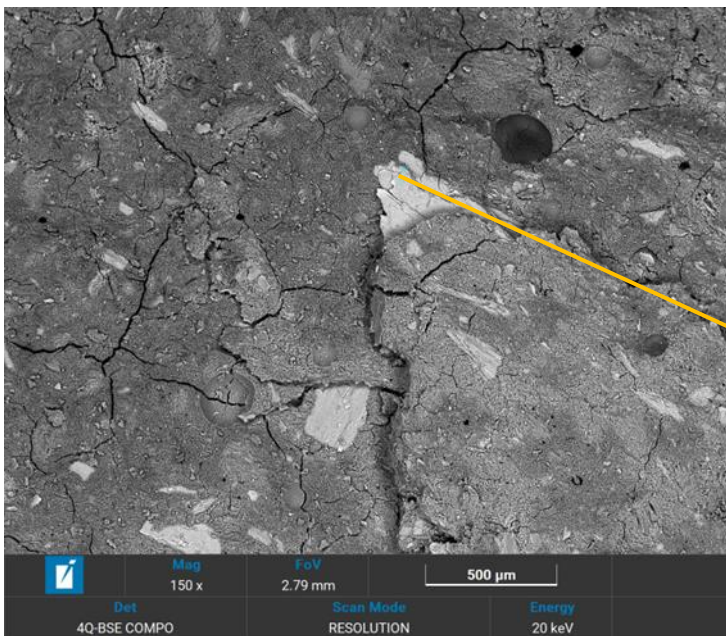 Mag
150 x
FoV
2.79 mm
500 µm
Det
4Q-BSE COMPO
Scan Mode
RESOLUTION
Energy
20 keV